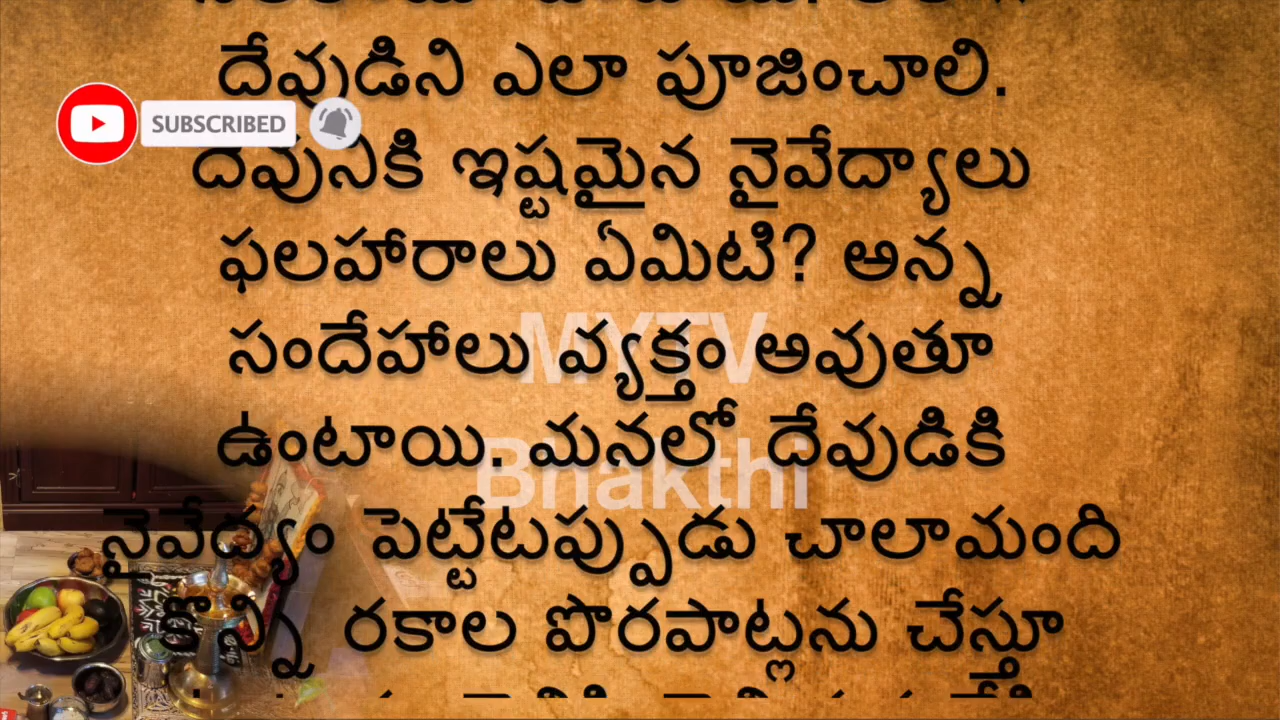 దేవుడిని ఎలా పూజించాలి.
SUBSCRIBED
దేవునికి ఇష్టమైన నైవేద్యాలు
ఫలహారాలు ఏమిటి? అన్న
సందేహాలు వ్యక్తం అవుతూ
MYTV
ఉంటాయి. మనలో దేవుడికి
Bhakthi
నైవేద్యం పెట్టేటప్పుడు చాలామంది
కొన్ని రకాల పొరపాట్లను చేస్తూ